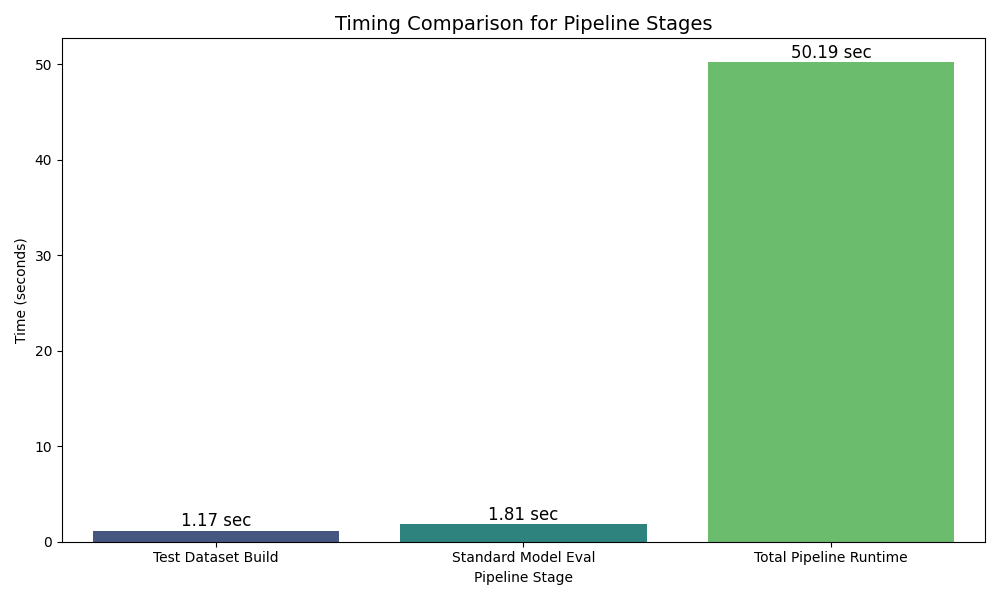 Timing Comparison for Pipeline Stages
50.19 sec
1.81 sec
1.17 sec
50
40
30
20
10
0
Time (seconds)
Test Dataset Build
Standard Model Eval
Total Pipeline Runtime
Pipeline Stage